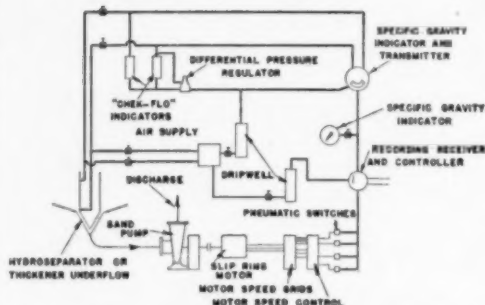 SPECIFIC GRAVITY
INDICATOR AND
TRANSMITTER
DIFFERENTIAL PRESSURE
REGULATOR
"CHEK-FLO"
INDICATORS
AIR SUPPLY
SPECIFIC GRAVITY
INDICATOR
RECORDING RECEIVER
AND CONTROLLER
DRIPWELL
DISCHARGE
PNEUMATIC SWITCHES
SAND
PUMP
HYDROSEPARATOR OR
THICKENER UNDERFLOW
SLIP RING
MOTOR
MOTOR SPEED GRIDS
MOTOR SPEED CONTROL